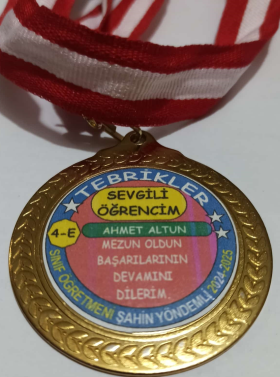 TEBRİKLER
SEVGİLİ
ÖĞRENCİM
4-E
AHMET ALTUN
MEZUN OLDUN
BAŞARILARININ
DEVAMINI
DİLERİM.
SINIF ÖĞRETMENİ ŞAHİN YÖNDEMLİ 2024-2025